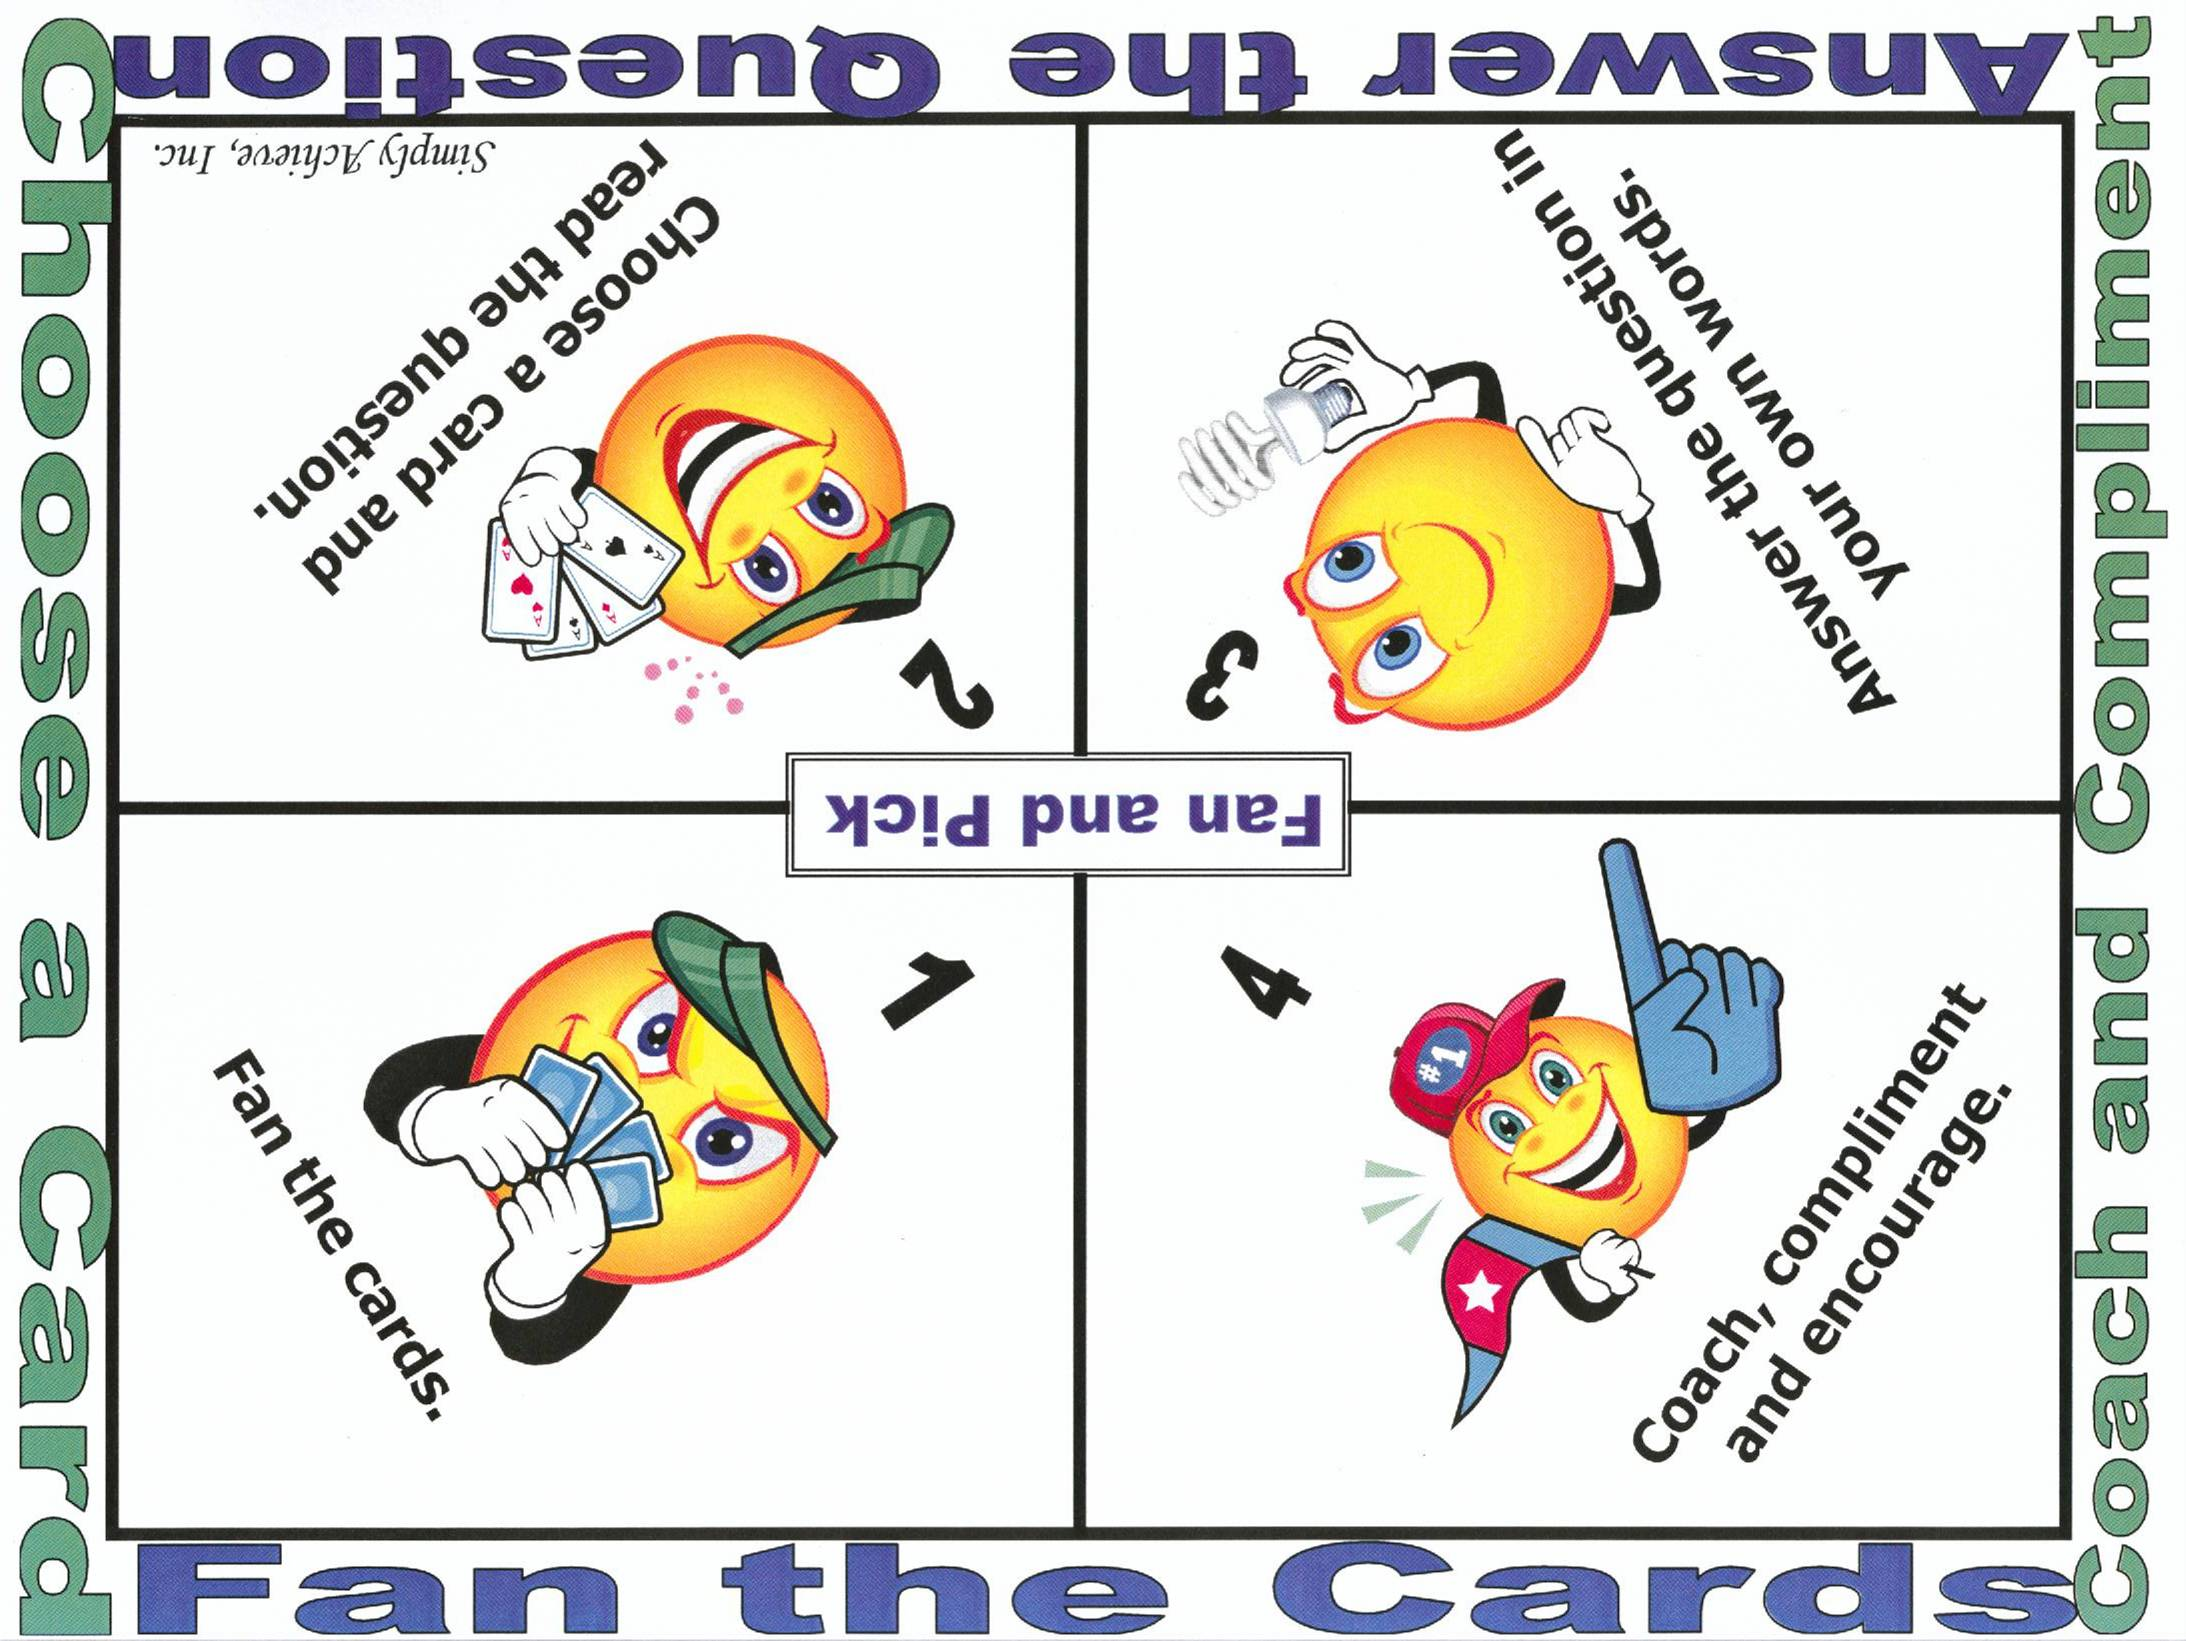 Answer the Question
Choose a Card
Coach and Compliment
Fan the Cards
Fan and Pick
1
Fan the cards.
2
Choose a card and
read the question.
3
Answer the question in
your own words.
4
Coach, compliment
and encourage.
#1
A
A
A
A
A
A
A
Simply Achieve, Inc.